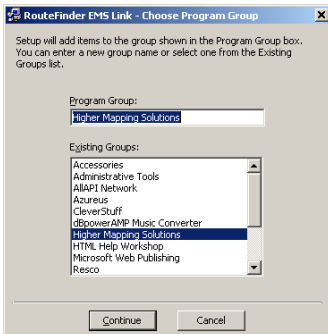 RouteFinder EMS Link - Choose Program Group
Setup will add items to the group shown in the Program Group box.
You can enter a new group name or select one from the Existing
Groups list.
Program Group:
Higher Mapping Solutions
Existing Groups:
Accessories
Administrative Tools
AllAPI Network
Azureus
CleverStuff
dBpowerAMP Music Converter
Higher Mapping Solutions
HTML Help Workshop
Microsoft Web Publishing
Resco
Continue
Cancel